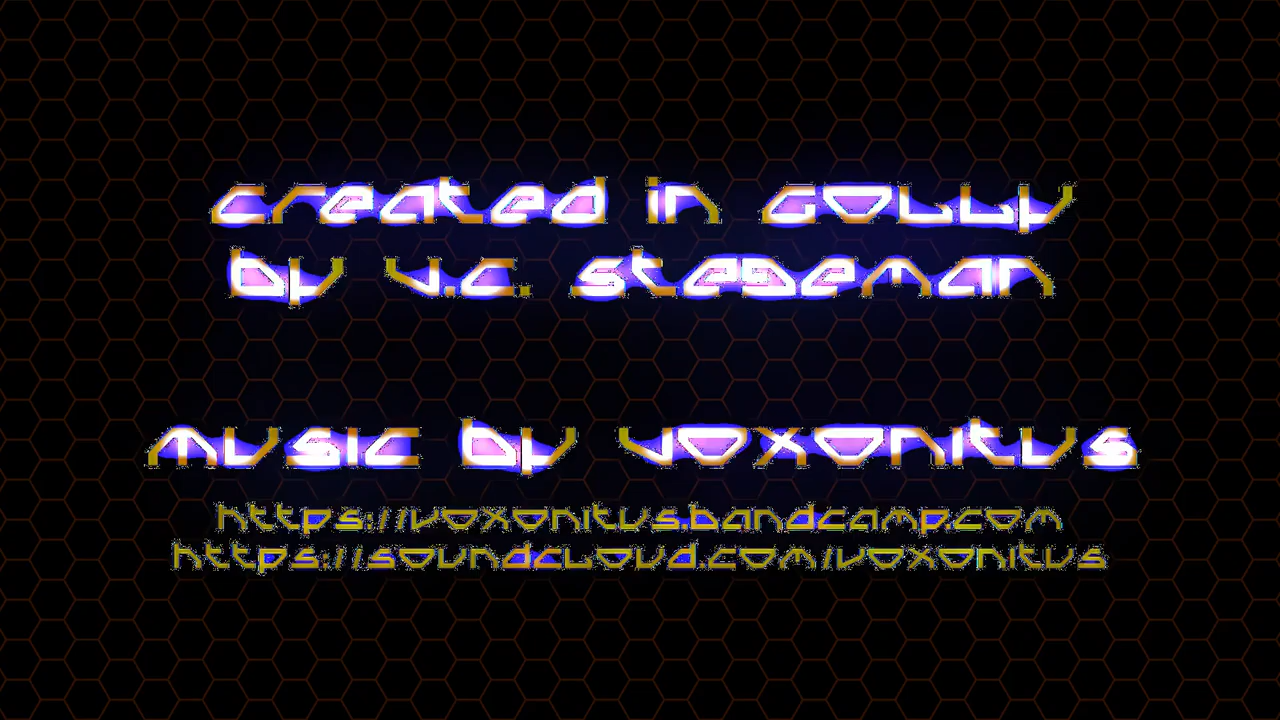 created in GOLLY
by v.c. stegeman
music by voxonitus
https://voxonitus.bandcamp.com
https://soundcloud.com/voxonitus